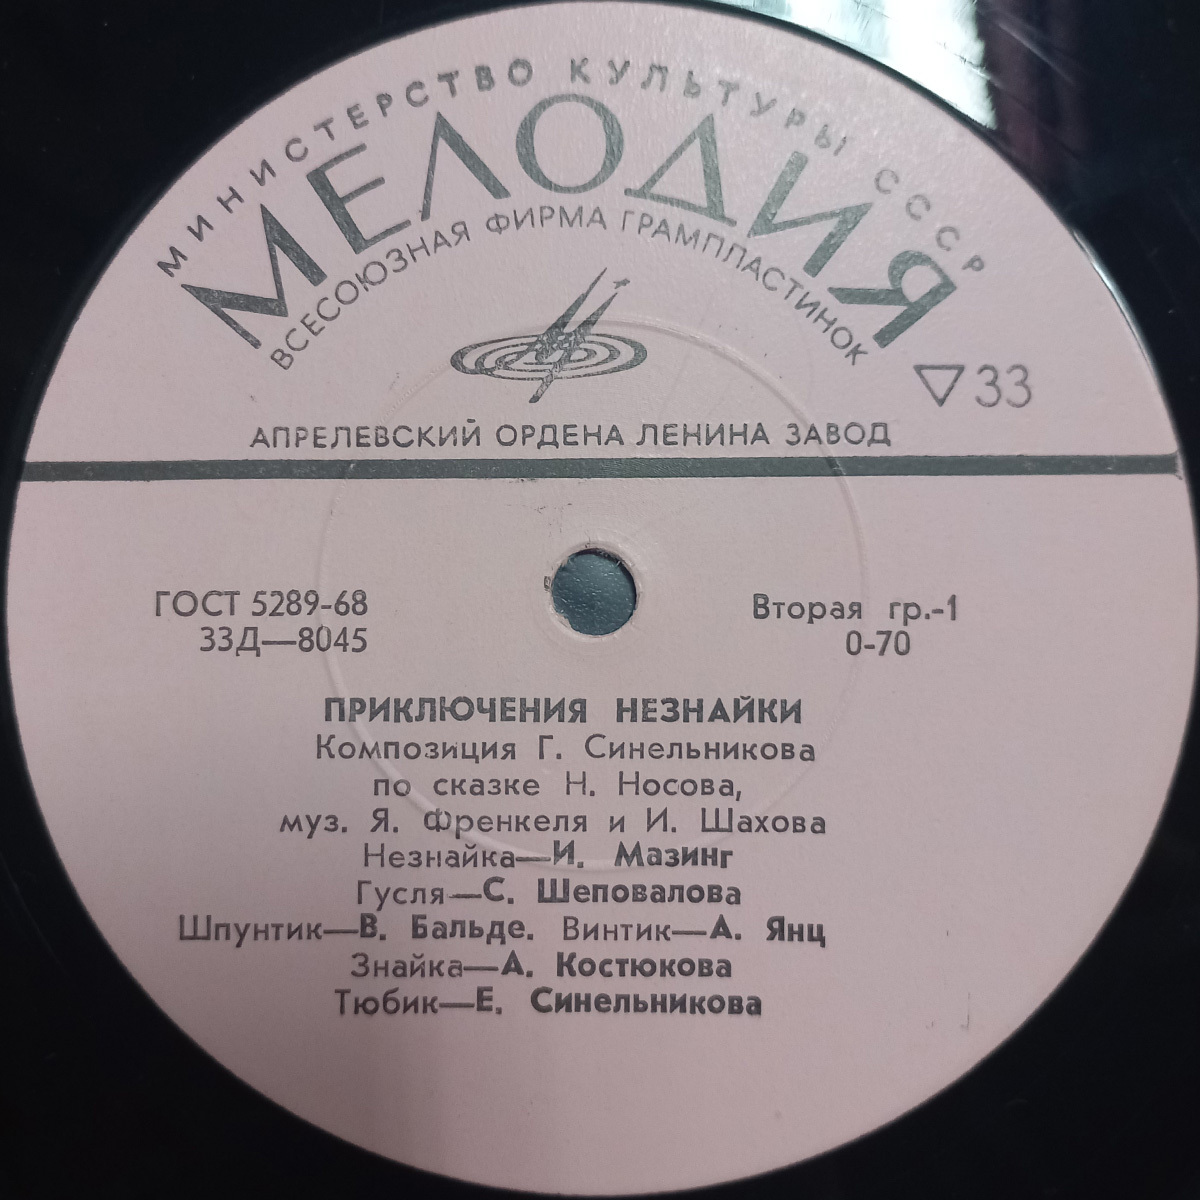 МИНИСТЕРСТВО КУЛЬТУРЫ СССР
МЕЛОДИЯ
ВСЕСОЮЗНАЯ ФИРМА ГРАМПЛАСТИНОК
▽33
АПРЕЛЕВСКИЙ ОРДЕНА ЛЕНИНА ЗАВОД
ГОСТ 5289-68
33Д—8045
Вторая гр.-1
0-70
ПРИКЛЮЧЕНИЯ НЕЗНАЙКИ
Композиция Г. Синельникова
по сказке Н. Носова,
муз. Я. Френкеля и И. Шахова
Незнайка—И. Мазинг
Гусля—С. Шеповалова
Шпунтик—В. Бальде. Винтик—А. Янц
Знайка—А. Костюкова
Тюбик—Е. Синельникова